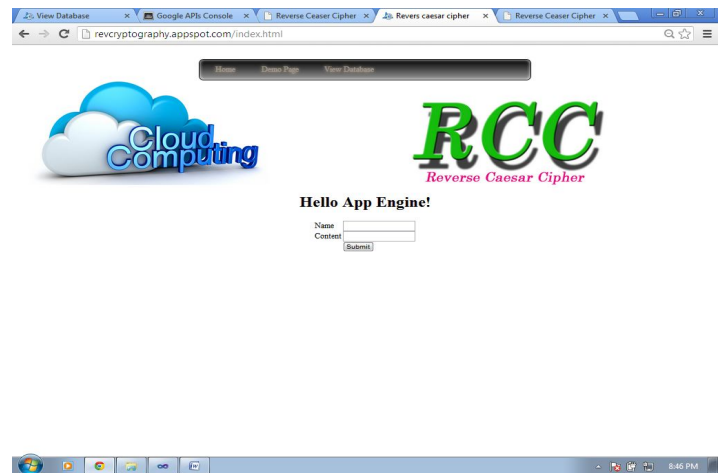 View Database
Google APIs Console
Reverse Ceaser Cipher
Revers caesar cipher
Reverse Ceaser Cipher
revcryptography.appspot.com/index.html
Home Demo Page View Database
Cloud
Computing
RCC
Reverse Caesar Cipher
Hello App Engine!
Name
Content
Submit
8:46 PM